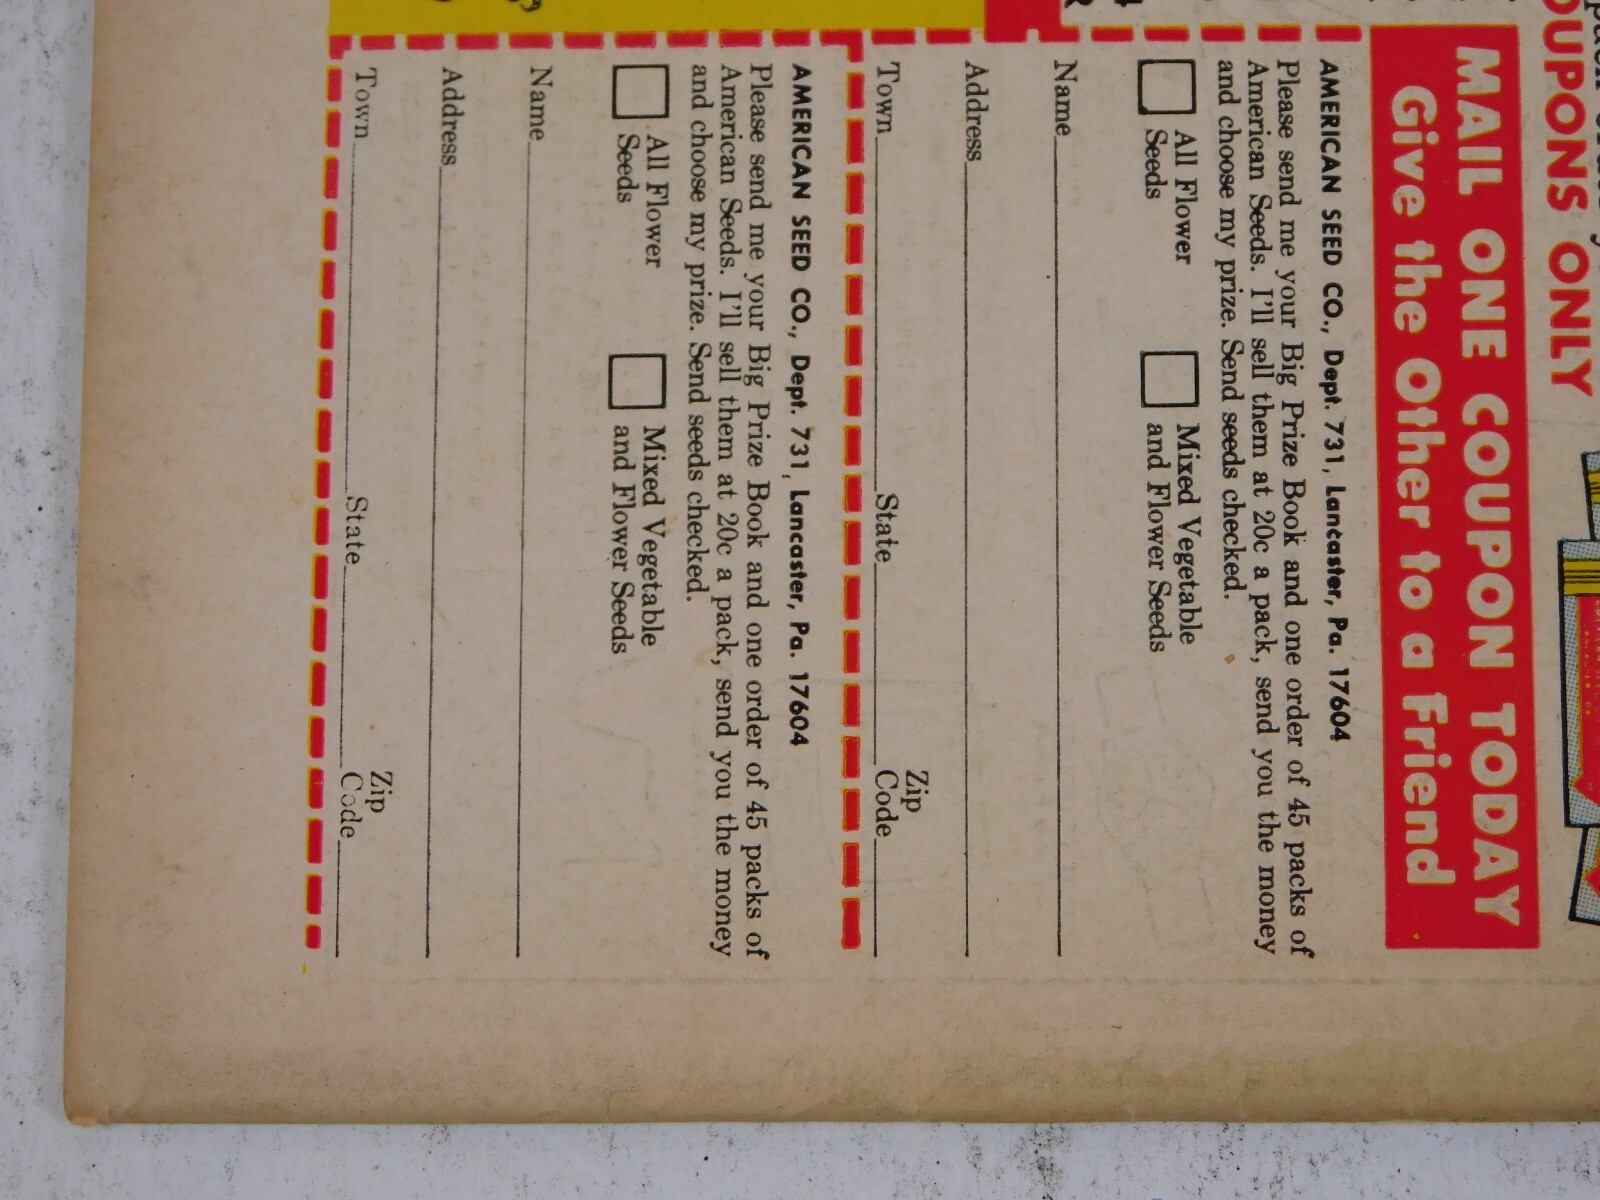 OUPONS ONLY
MAIL ONE COUPON TODAY
Give the Other to a Friend
AMERICAN SEED CO., Dept. 731, Lancaster, Pa. 17604
Please send me your Big Prize Book and one order of 45 packs of
American Seeds. I'll sell them at 20c a pack, send you the money
and choose my prize. Send seeds checked.
All Flower Seeds
Mixed Vegetable and Flower Seeds
Name
Address
Town State Zip Code
AMERICAN SEED CO., Dept. 731, Lancaster, Pa. 17604
Please send me your Big Prize Book and one order of 45 packs of
American Seeds. I'll sell them at 20c a pack, send you the money
and choose my prize. Send seeds checked.
All Flower Seeds
Mixed Vegetable and Flower Seeds
Name
Address
Town State Zip Code